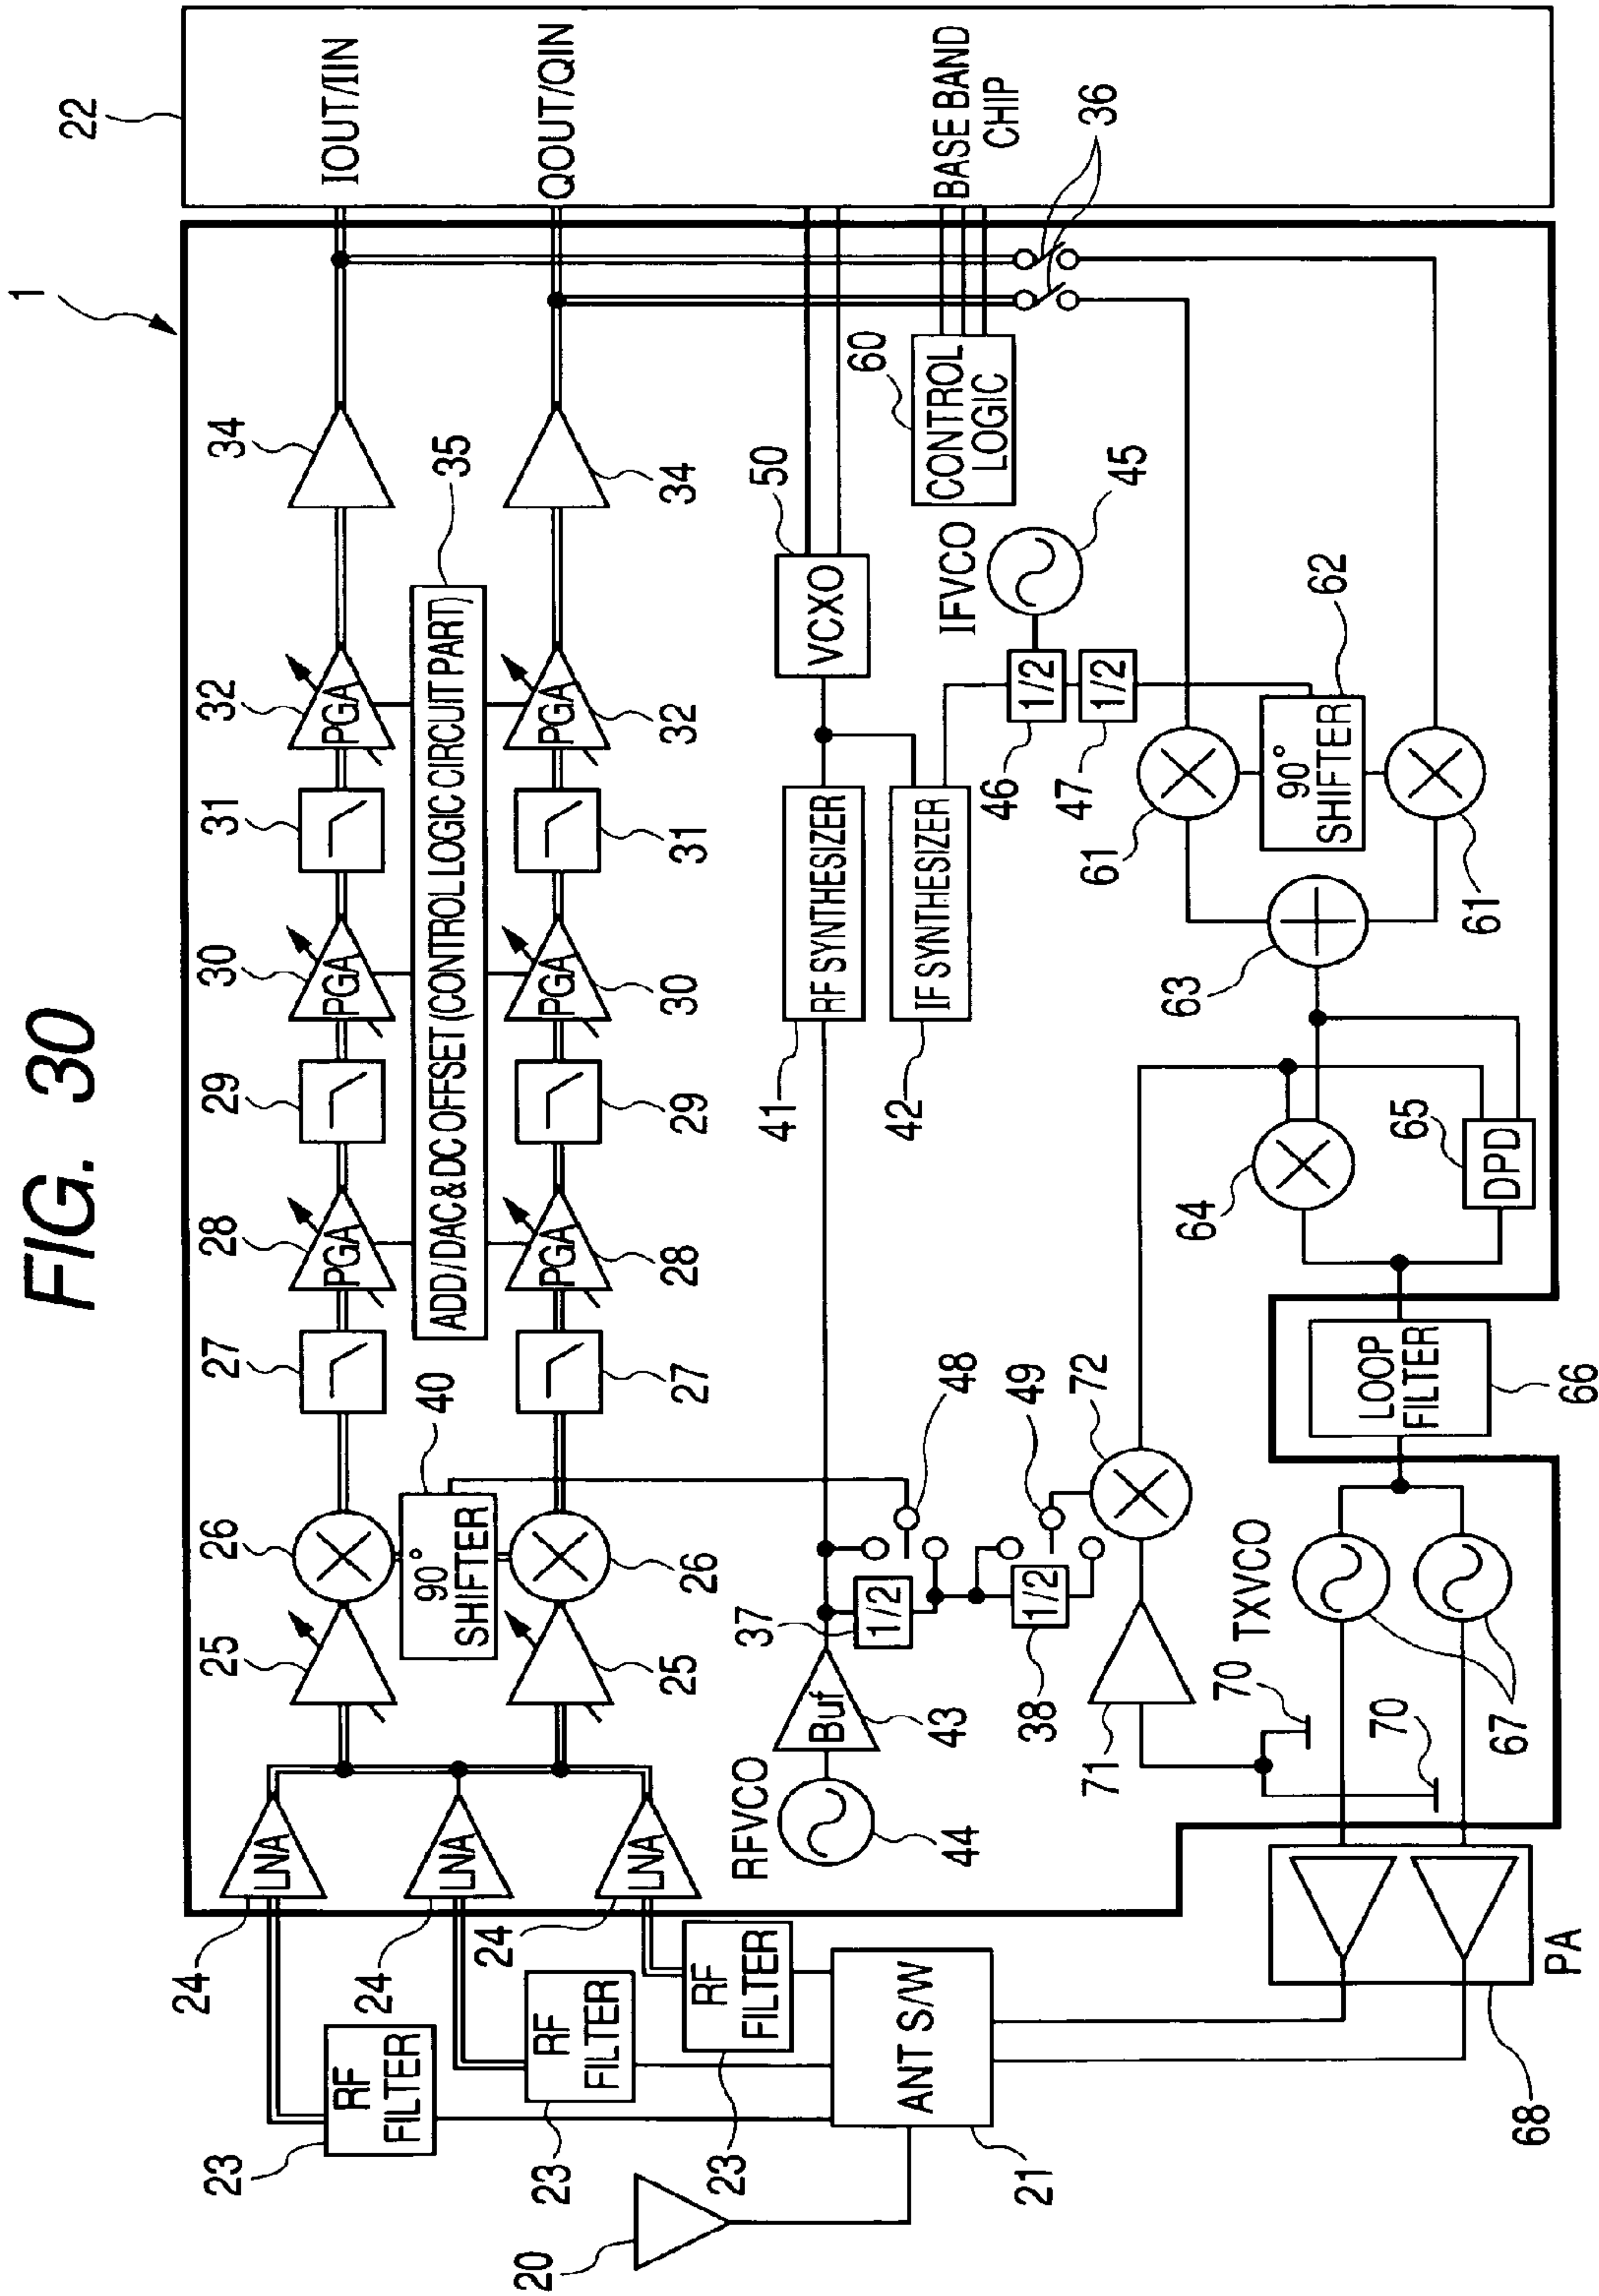 FIG. 30
1
22
IOUT/IIN
QOUT/QIN
BASE BAND
CHIP
36
34
34
35
32
PGA
32
PGA
31
31
30
PGA
30
PGA
29
29
28
PGA
28
PGA
27
27
ADD/DAC & DC OFFSET (CONTROL LOGIC CIRCUIT PART)
26
26
40
90°
SHIFTER
25
25
24
LNA
24
LNA
24
LNA
23
RF
FILTER
23
RF
FILTER
23
RF
FILTER
20
21
ANT S/W
50
VCXO
60
CONTROL
LOGIC
IFVCO
45
46
1/2
47
1/2
41
RF SYNTHESIZER
42
IF SYNTHESIZER
62
90°
SHIFTER
61
61
63
64
65
DPD
48
49
72
37
1/2
38
1/2
Buf
43
RFVCO
44
71
70
70
TXVCO
67
LOOP
FILTER
66
PA
68